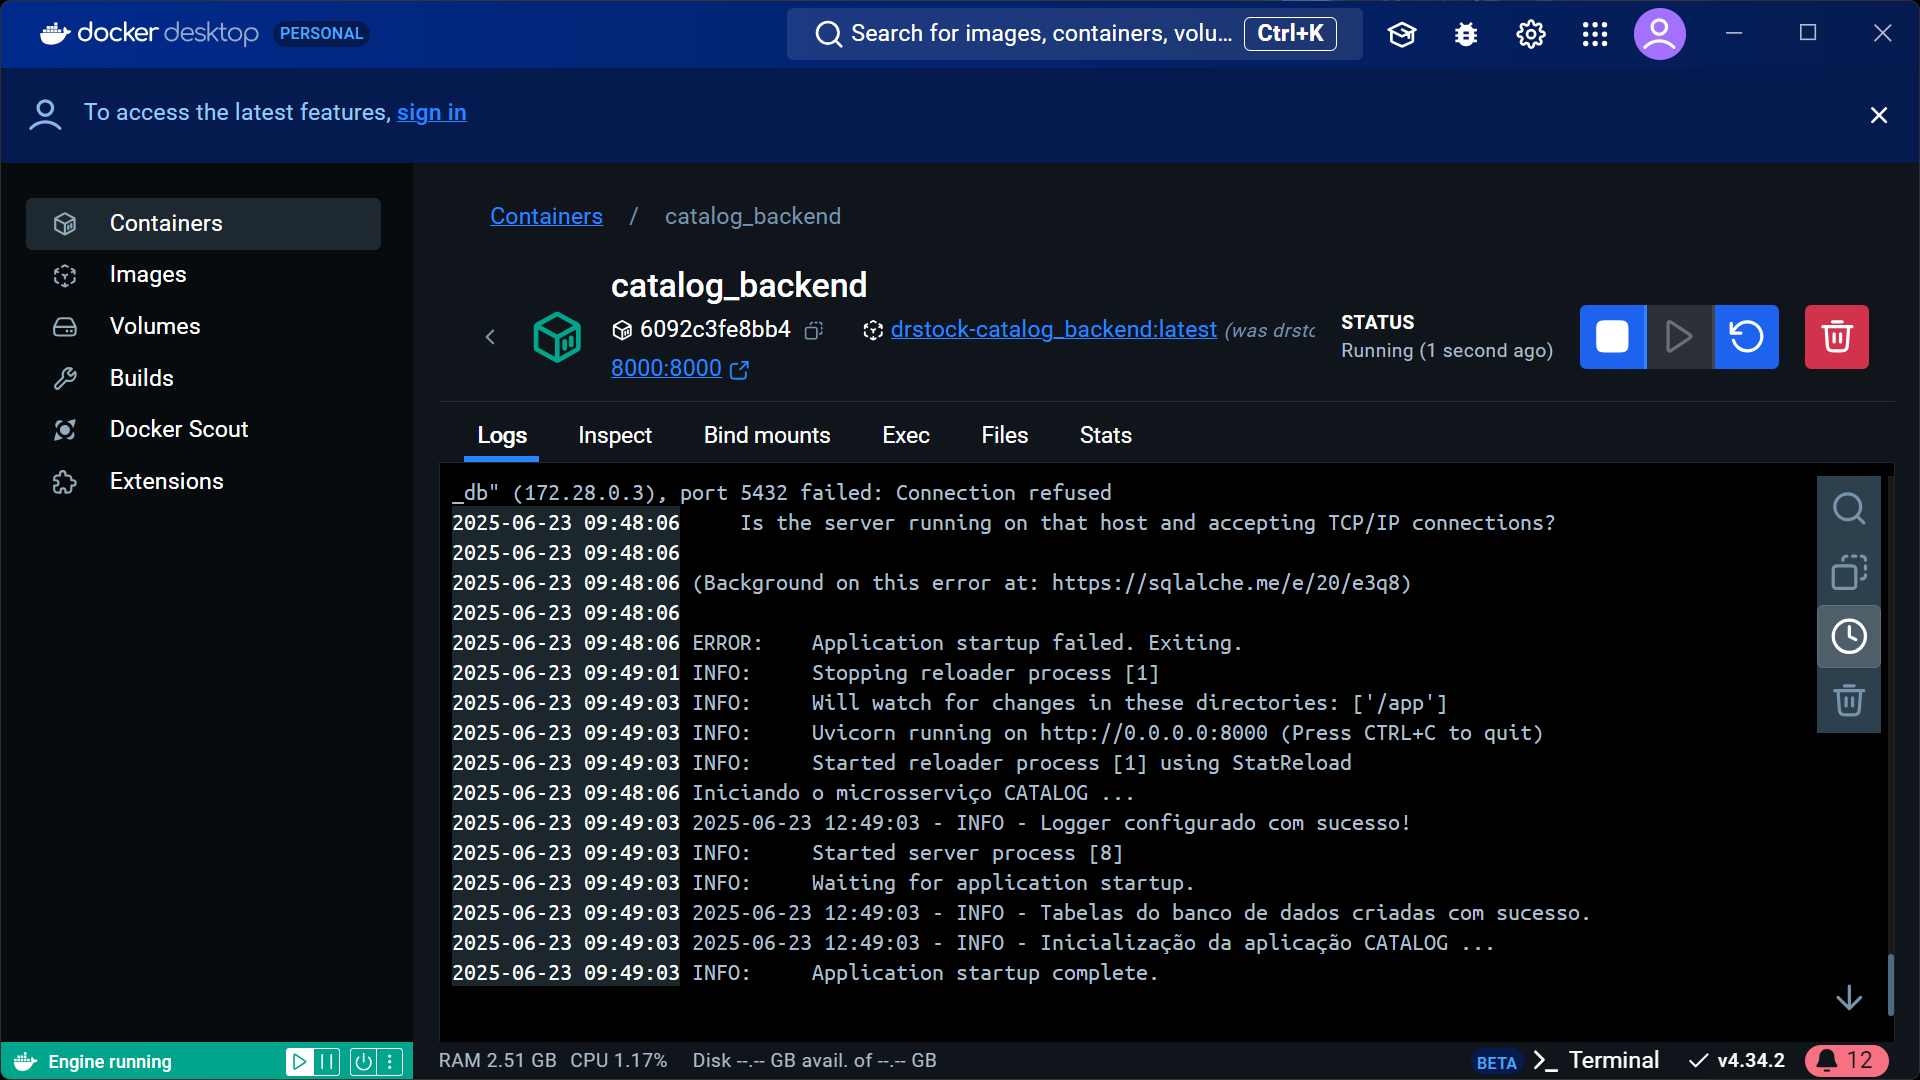 docker desktop PERSONAL
Search for images, containers, volu... Ctrl+K
To access the latest features, sign in
Containers
Images
Volumes
Builds
Docker Scout
Extensions
Containers / catalog_backend
catalog_backend
6092c3fe8bb4 drstock-catalog_backend:latest (was drstc
8000:8000
STATUS
Running (1 second ago)
Logs Inspect Bind mounts Exec Files Stats
_db" (172.28.0.3), port 5432 failed: Connection refused
2025-06-23 09:48:06 Is the server running on that host and accepting TCP/IP connections?
2025-06-23 09:48:06
2025-06-23 09:48:06 (Background on this error at: https://sqlalche.me/e/20/e3q8)
2025-06-23 09:48:06
2025-06-23 09:48:06 ERROR: Application startup failed. Exiting.
2025-06-23 09:49:01 INFO: Stopping reloader process [1]
2025-06-23 09:49:03 INFO: Will watch for changes in these directories: ['/app']
2025-06-23 09:49:03 INFO: Uvicorn running on http://0.0.0.0:8000 (Press CTRL+C to quit)
2025-06-23 09:49:03 INFO: Started reloader process [1] using StatReload
2025-06-23 09:48:06 Iniciando o microsserviço CATALOG ...
2025-06-23 09:49:03 2025-06-23 12:49:03 - INFO - Logger configurado com sucesso!
2025-06-23 09:49:03 INFO: Started server process [8]
2025-06-23 09:49:03 INFO: Waiting for application startup.
2025-06-23 09:49:03 2025-06-23 12:49:03 - INFO - Tabelas do banco de dados criadas com sucesso.
2025-06-23 09:49:03 2025-06-23 12:49:03 - INFO - Inicialização da aplicação CATALOG ...
2025-06-23 09:49:03 INFO: Application startup complete.
Engine running
RAM 2.51 GB CPU 1.17% Disk --.-- GB avail. of --.-- GB
BETA >_ Terminal v4.34.2 12